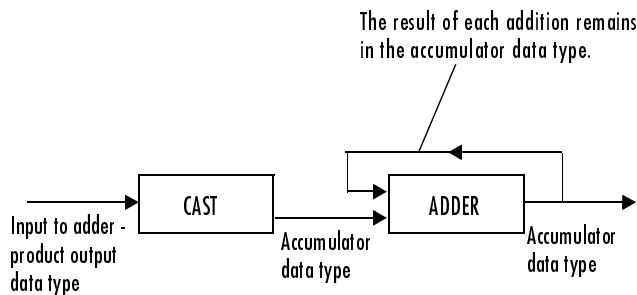 The result of each addition remains
in the accumulator data type.
CAST
ADDER
Input to adder -
product output
data type
Accumulator
data type
Accumulator
data type